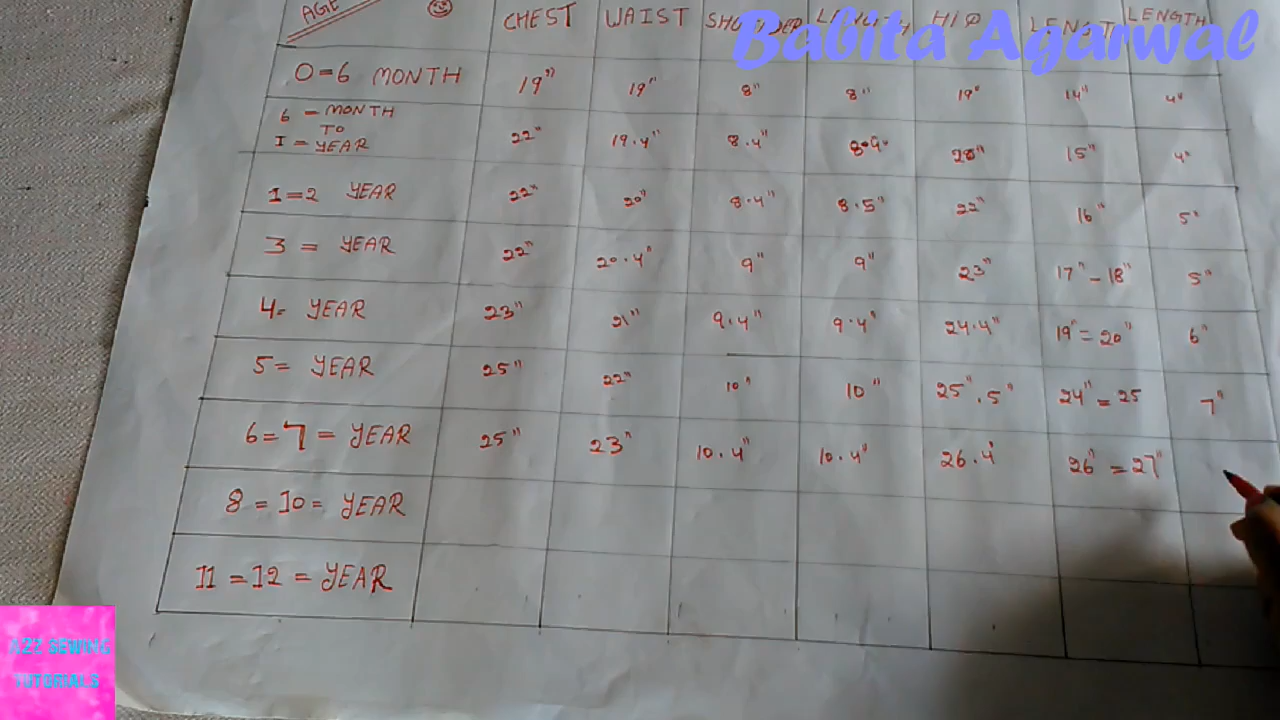 AGE CHEST WAIST SHOULDER LENGTH HIP LENGT LENGTH
Babita Agarwal
0=6 MONTH 19" 19" 8" 8" 19" 14" 4"
6 - MONTH
TO
I = YEAR 22" 19.4" 8.4" 15" 4"
1=2 YEAR 22" 20" 8.4" 8.5" 22" 16" 5"
3 = YEAR 22" 20.4" 9" 9" 23" 17" - 18" 5"
4= YEAR 23" 21" 9.4" 9.4" 24.4" 19" = 20" 6"
5= YEAR 25" 22" 10" 10" 25".5" 24" = 25 7"
6=7= YEAR 25" 23" 10.4" 10.4" 26.4" 26" = 27"
8 = 10 = YEAR
11 = 12 = YEAR
A2Z SEWING
TUTORIALS